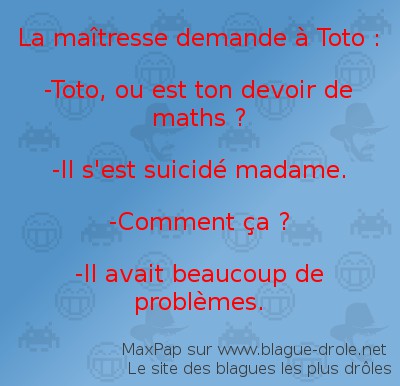 La maîtresse demande à Toto :
-Toto, ou est ton devoir de
maths ?
-Il s'est suicidé madame.
-Comment ça ?
-Il avait beaucoup de
problèmes.
MaxPap sur www.blague-drole.net
Le site des blagues les plus drôles